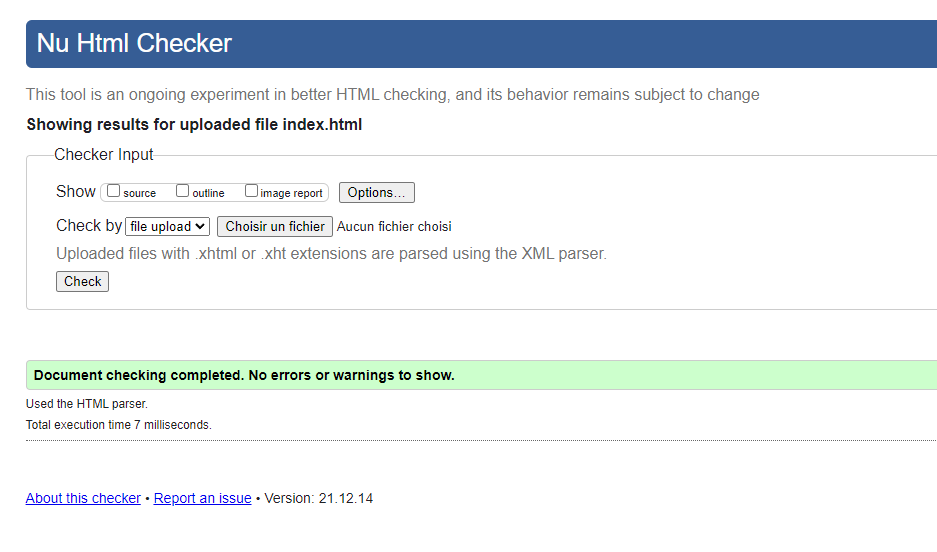 Nu Html Checker
This tool is an ongoing experiment in better HTML checking, and its behavior remains subject to change
Showing results for uploaded file index.html
Checker Input
Show source outline image report Options...
Check by file upload Choisir un fichier Aucun fichier choisi
Uploaded files with .xhtml or .xht extensions are parsed using the XML parser.
Check
Document checking completed. No errors or warnings to show.
Used the HTML parser.
Total execution time 7 milliseconds.
About this checker • Report an issue • Version: 21.12.14